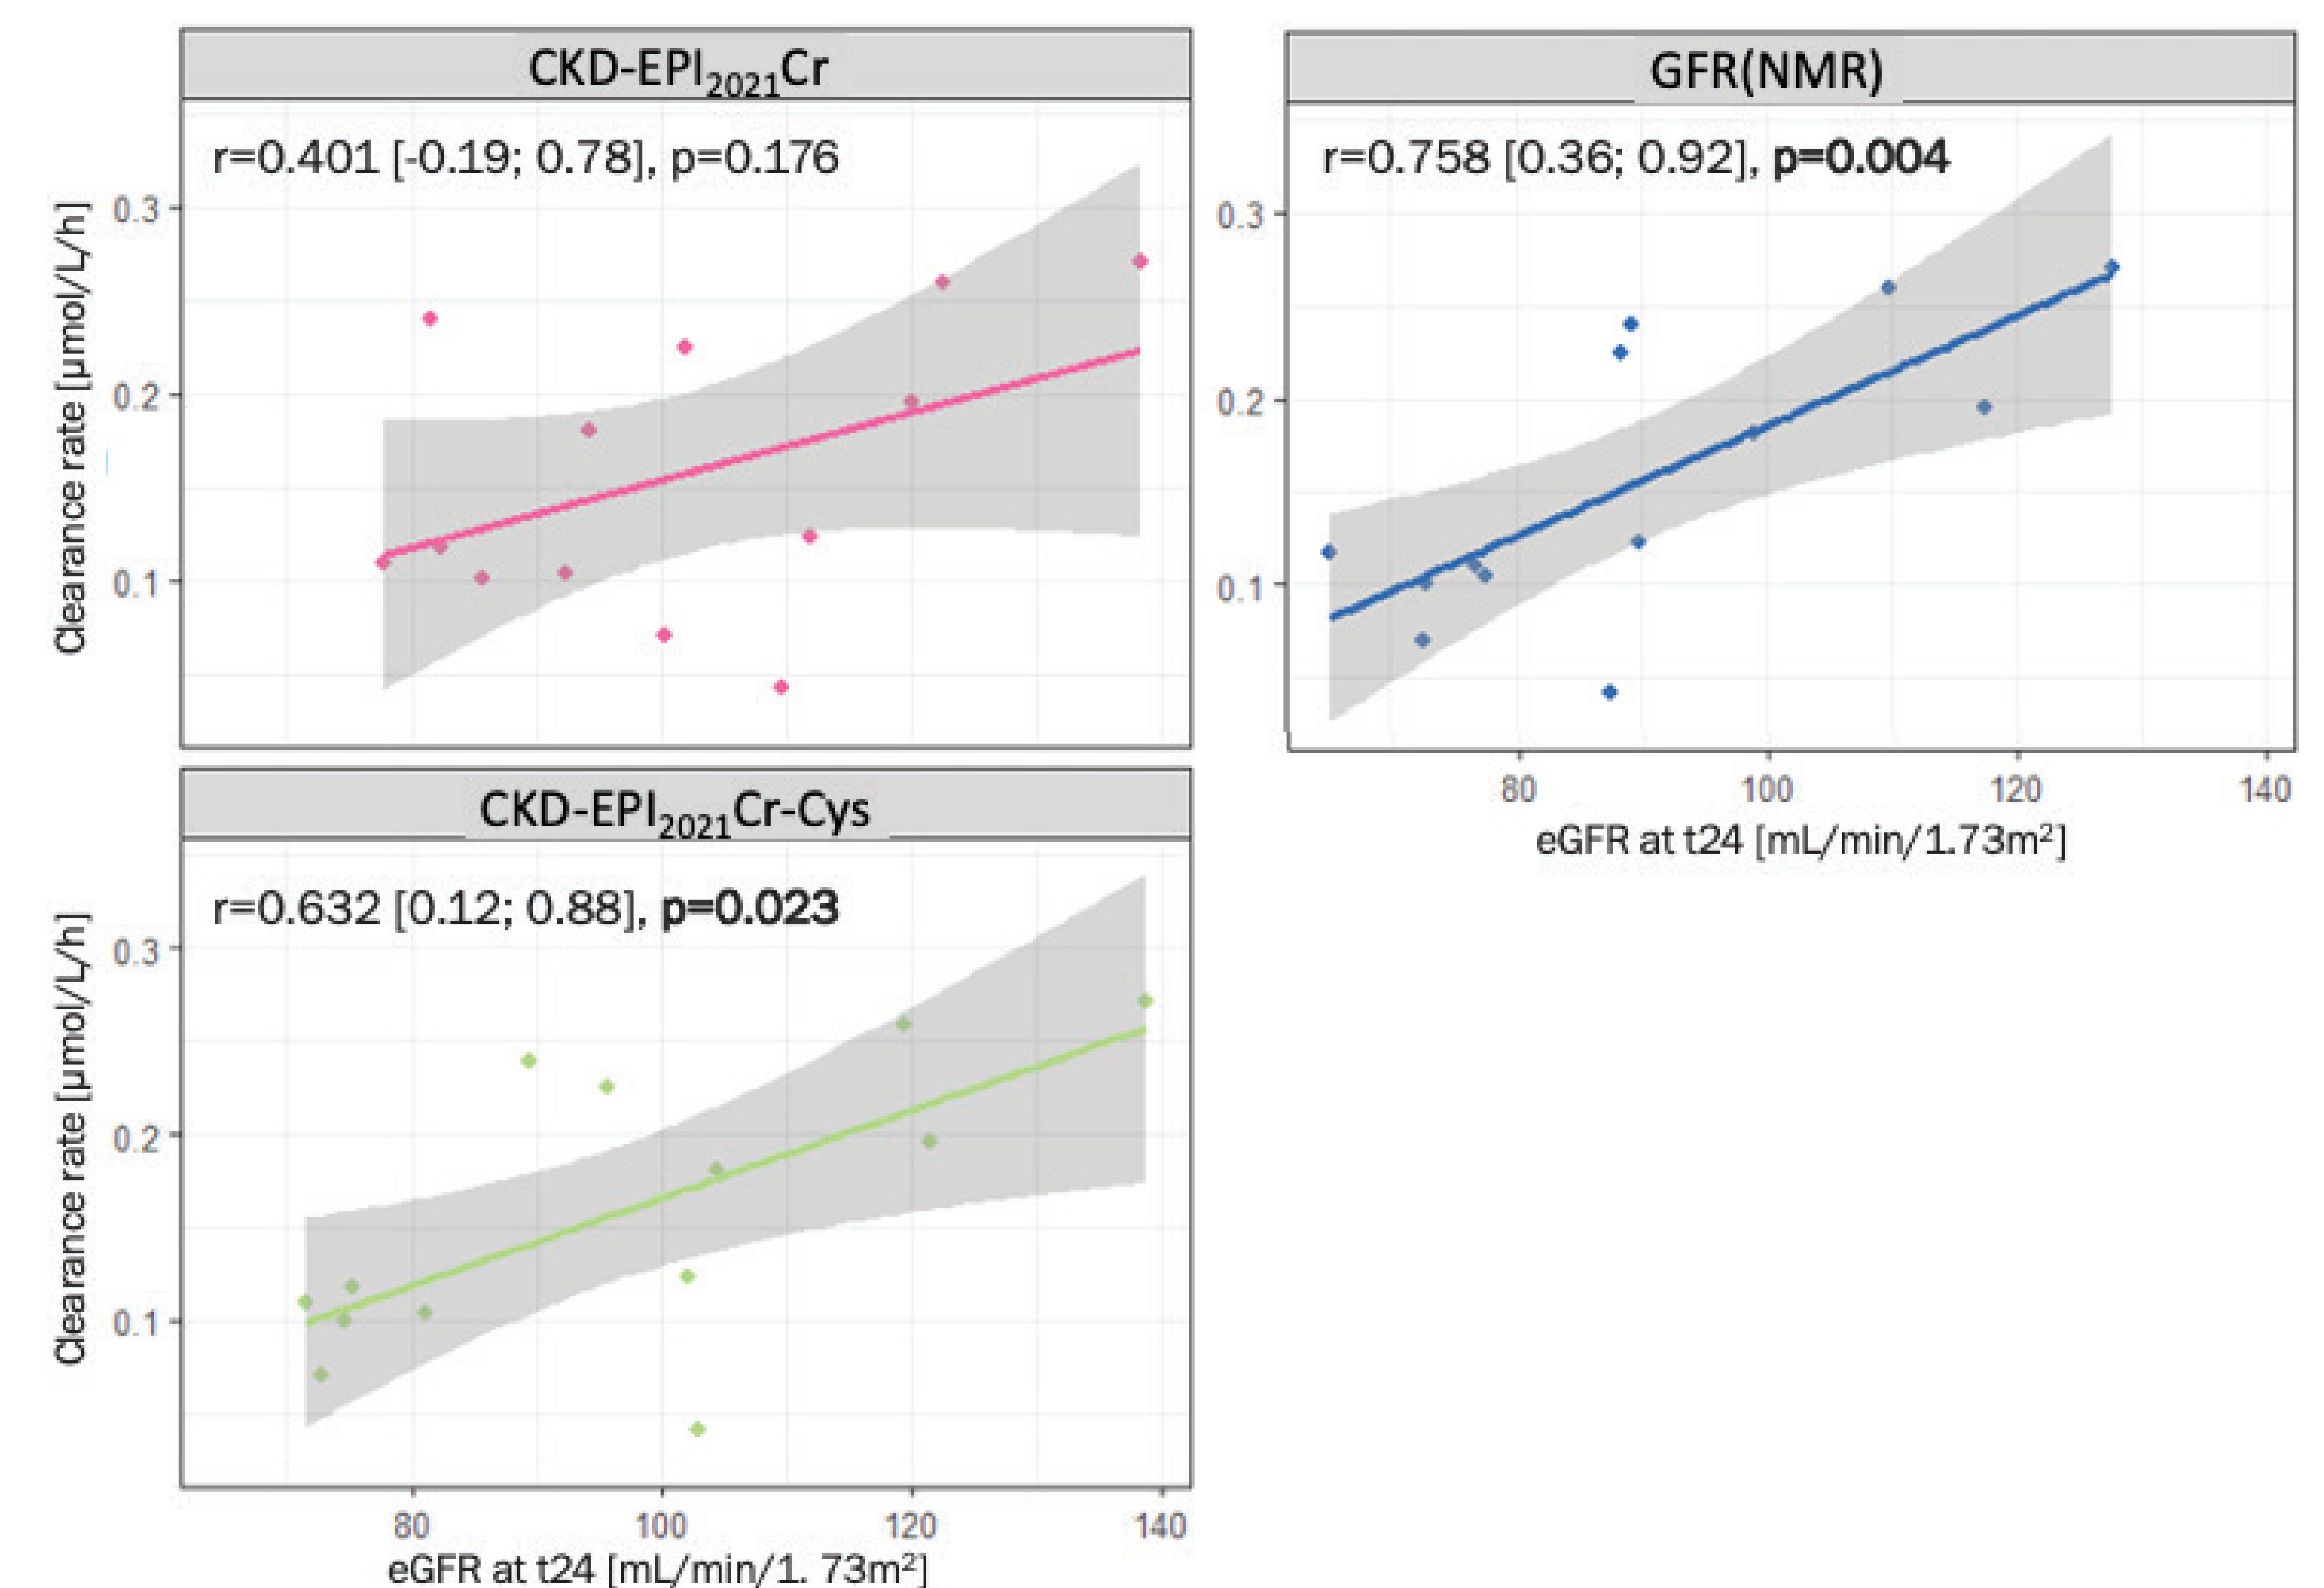 CKD-EPI₂₀₂₁Cr
r=0.401 [-0.19; 0.78], p=0.176
Clearance rate [µmol/L/h]
0.3
0.2
0.1
GFR(NMR)
r=0.758 [0.36; 0.92], p=0.004
0.3
0.2
0.1
80 100 120 140
eGFR at t24 [mL/min/1.73m²]
CKD-EPI₂₀₂₁Cr-Cys
r=0.632 [0.12; 0.88], p=0.023
Clearance rate [µmol/L/h]
0.3
0.2
0.1
80 100 120 140
eGFR at t24 [mL/min/1. 73m²]